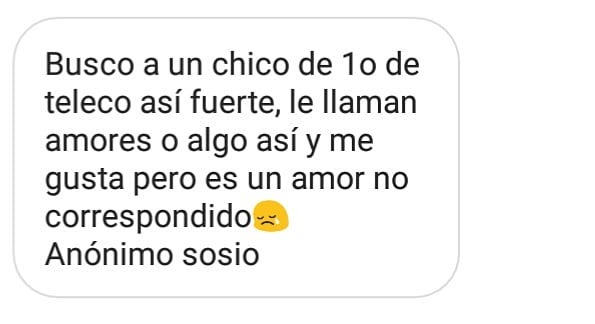 Busco a un chico de 1o de
teleco así fuerte, le llaman
amores o algo así y me
gusta pero es un amor no
correspondido😢
Anónimo sosio